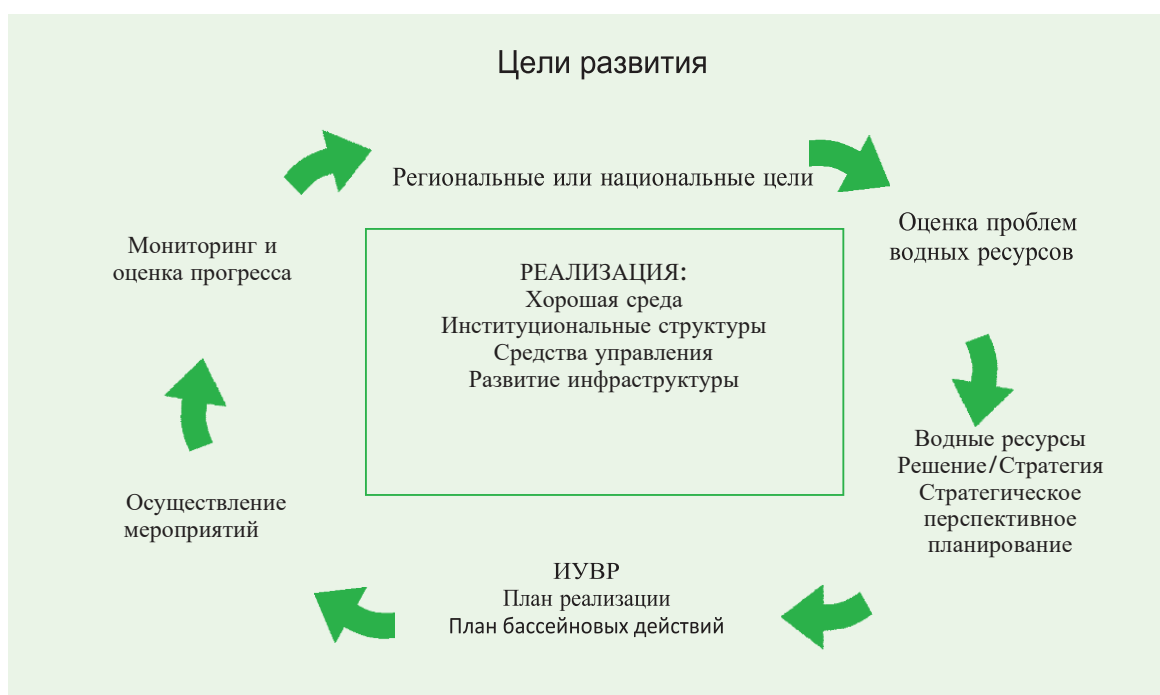 Цели развития
Региональные или национальные цели
Оценка проблем
водных ресурсов
Мониторинг и
оценка прогресса
РЕАЛИЗАЦИЯ:
Хорошая среда
Институциональные структуры
Средства управления
Развитие инфраструктуры
Водные ресурсы
Решение/Стратегия
Стратегическое
перспективное
планирование
Осуществление
мероприятий
ИУВР
План реализации
План бассейновых действий